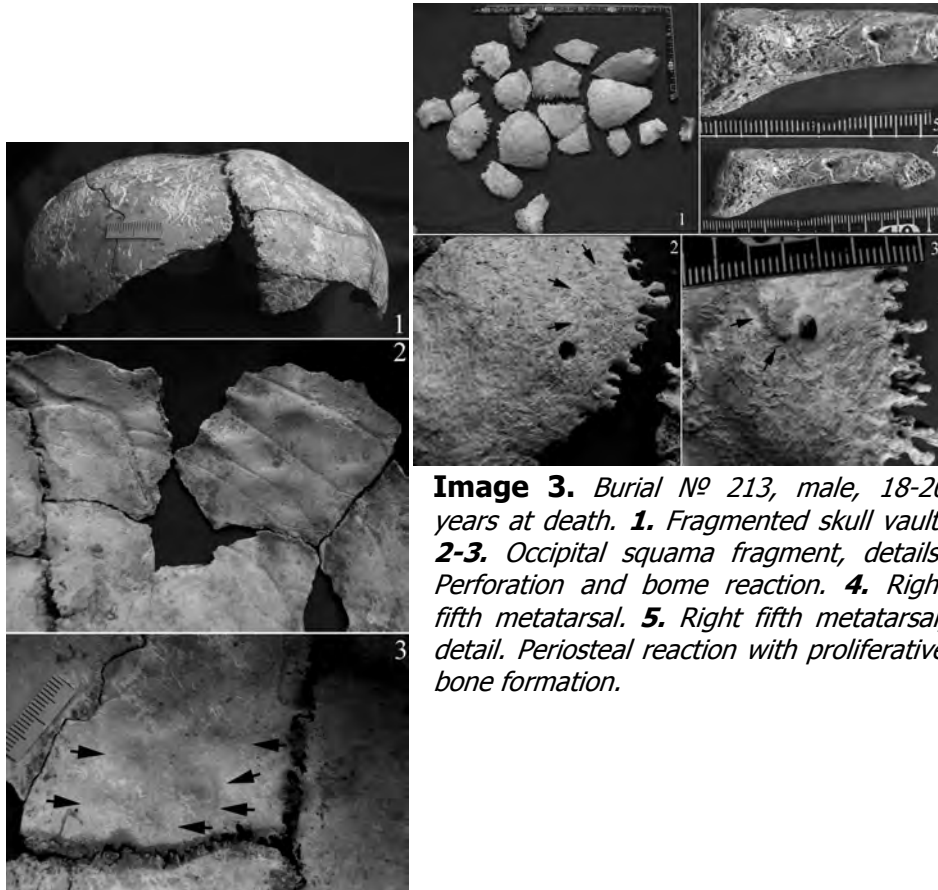 1
2
3
1
5
4
2
3
Image 3. Burial № 213, male, 18-20
years at death. 1. Fragmented skull vault
2-3. Occipital squama fragment, details
Perforation and bome reaction. 4. Righ
fifth metatarsal. 5. Right fifth metatarsal
detail. Periosteal reaction with proliferative
bone formation.